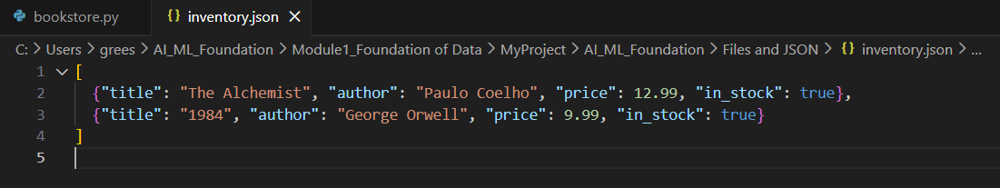 bookstore.py {} inventory.json ×
C: > Users > grees > AI_ML_Foundation > Module1_Foundation of Data > MyProject > AI_ML_Foundation > Files and JSON > {} inventory.json > ...
1 [
2 {"title": "The Alchemist", "author": "Paulo Coelho", "price": 12.99, "in_stock": true},
3 {"title": "1984", "author": "George Orwell", "price": 9.99, "in_stock": true}
4 ]
5